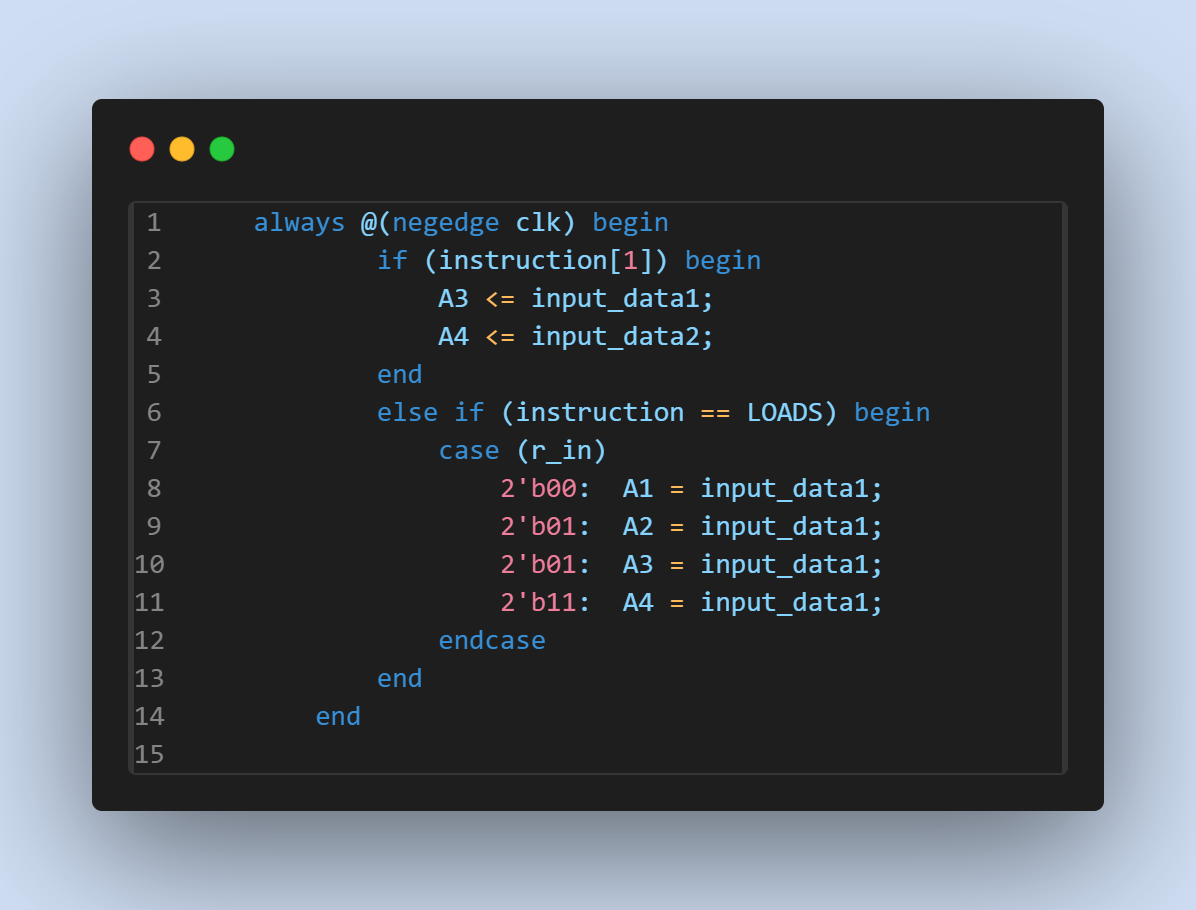 1 always @(negedge clk) begin
2 if (instruction[1]) begin
3 A3 <= input_data1;
4 A4 <= input_data2;
5 end
6 else if (instruction == LOADS) begin
7 case (r_in)
8 2'b00: A1 = input_data1;
9 2'b01: A2 = input_data1;
10 2'b01: A3 = input_data1;
11 2'b11: A4 = input_data1;
12 endcase
13 end
14 end
15